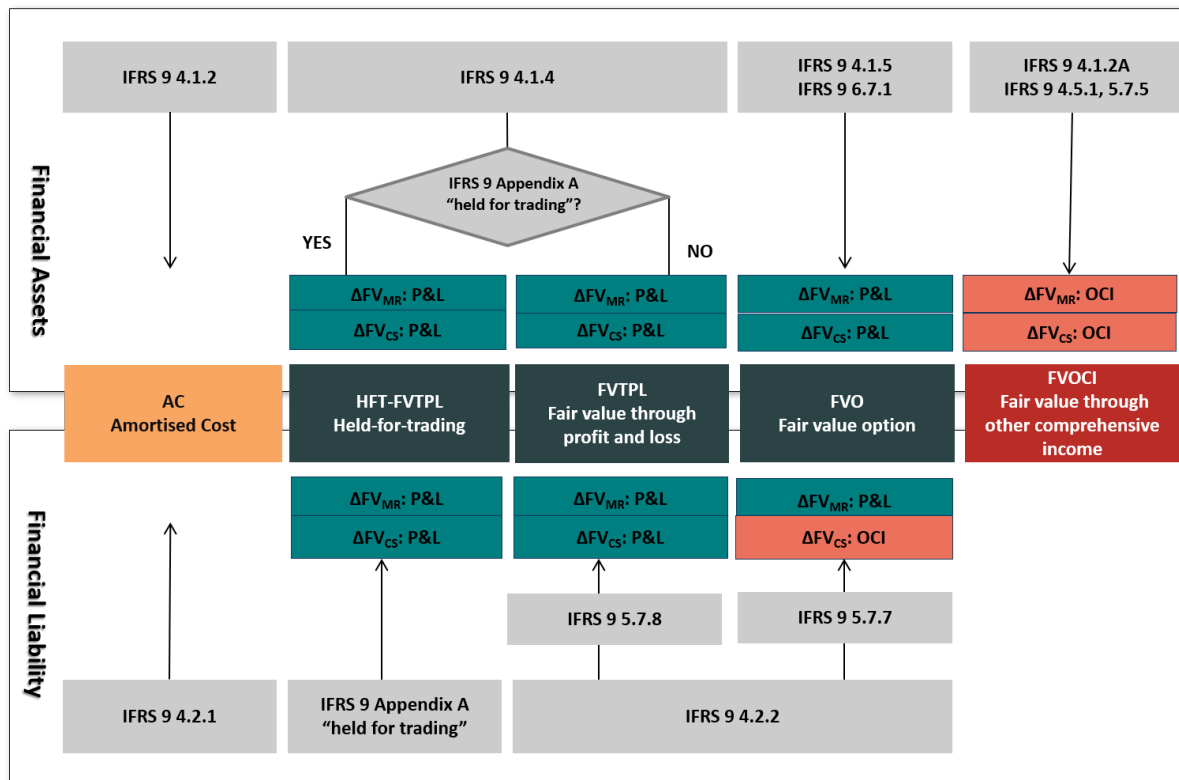 Financial Assets
IFRS 9 4.1.2
IFRS 9 4.1.4
IFRS 9 4.1.5
IFRS 9 6.7.1
IFRS 9 4.1.2A
IFRS 9 4.5.1, 5.7.5
IFRS 9 Appendix A
“held for trading”?
YES
NO
ΔFVMR: P&L
ΔFVCS: P&L
ΔFVMR: P&L
ΔFVCS: P&L
ΔFVMR: P&L
ΔFVCS: P&L
ΔFVMR: OCI
ΔFVCS: OCI
AC
Amortised Cost
HFT-FVTPL
Held-for-trading
FVTPL
Fair value through
profit and loss
FVO
Fair value option
FVOCI
Fair value through
other comprehensive
income
Financial Liability
ΔFVMR: P&L
ΔFVCS: P&L
ΔFVMR: P&L
ΔFVCS: P&L
ΔFVMR: P&L
ΔFVCS: OCI
IFRS 9 5.7.8
IFRS 9 5.7.7
IFRS 9 4.2.1
IFRS 9 Appendix A
“held for trading”
IFRS 9 4.2.2